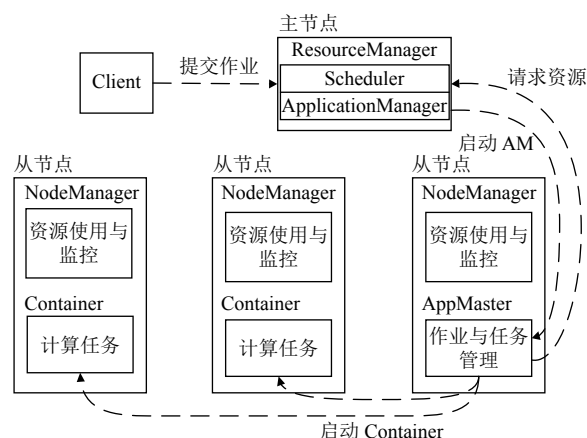 主节点
ResourceManager
Client
提交作业
Scheduler
请求资源
ApplicationManager
启动 AM
从节点
从节点
从节点
NodeManager
NodeManager
NodeManager
资源使用与
监控
资源使用与
监控
资源使用与
监控
Container
Container
AppMaster
计算任务
计算任务
作业与任务
管理
启动 Container